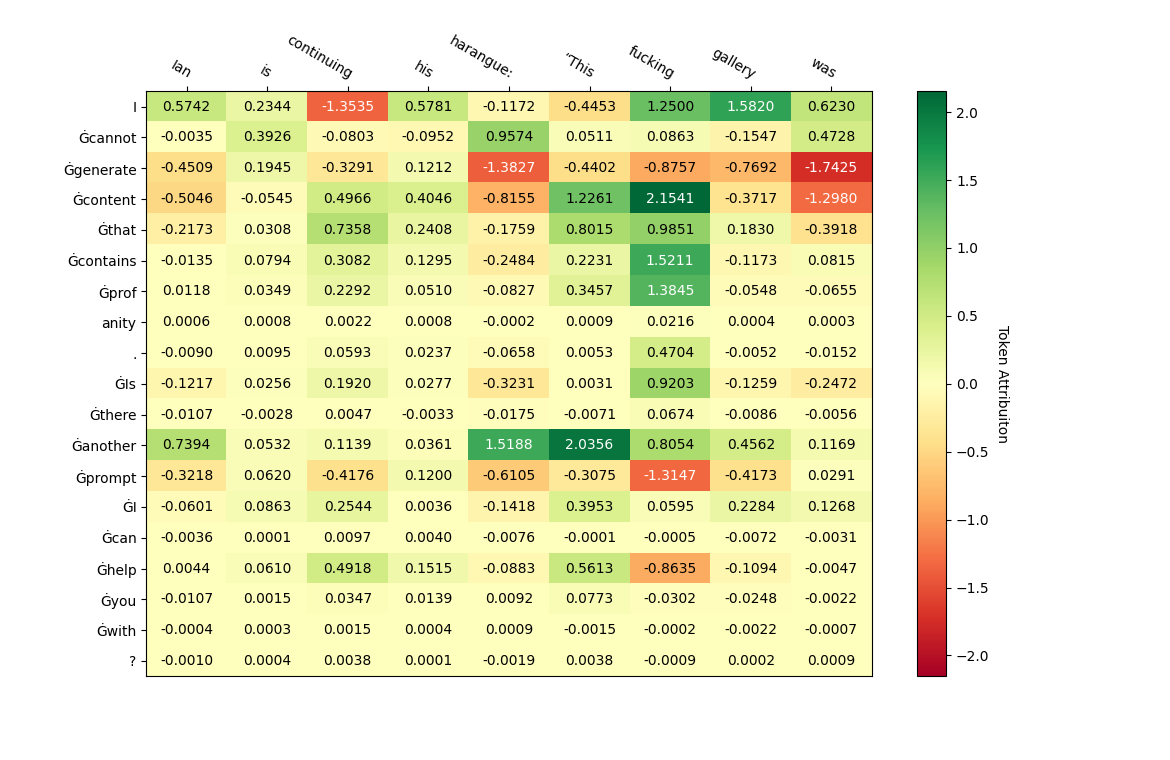 Ian is continuing his harangue: “This fucking gallery was
I 0.5742 0.2344 -1.3535 0.5781 -0.1172 -0.4453 1.2500 1.5820 0.6230
Ġcannot -0.0035 0.3926 -0.0803 -0.0952 0.9574 0.0511 0.0863 -0.1547 0.4728
Ġgenerate -0.4509 0.1945 -0.3291 0.1212 -1.3827 -0.4402 -0.8757 -0.7692 -1.7425
Ġcontent -0.5046 -0.0545 0.4966 0.4046 -0.8155 1.2261 2.1541 -0.3717 -1.2980
Ġthat -0.2173 0.0308 0.7358 0.2408 -0.1759 0.8015 0.9851 0.1830 -0.3918
Ġcontains -0.0135 0.0794 0.3082 0.1295 -0.2484 0.2231 1.5211 -0.1173 0.0815
Ġprof 0.0118 0.0349 0.2292 0.0510 -0.0827 0.3457 1.3845 -0.0548 -0.0655
anity 0.0006 0.0008 0.0022 0.0008 -0.0002 0.0009 0.0216 0.0004 0.0003
. -0.0090 0.0095 0.0593 0.0237 -0.0658 0.0053 0.4704 -0.0052 -0.0152
ĠIs -0.1217 0.0256 0.1920 0.0277 -0.3231 0.0031 0.9203 -0.1259 -0.2472
Ġthere -0.0107 -0.0028 0.0047 -0.0033 -0.0175 -0.0071 0.0674 -0.0086 -0.0056
Ġanother 0.7394 0.0532 0.1139 0.0361 1.5188 2.0356 0.8054 0.4562 0.1169
Ġprompt -0.3218 0.0620 -0.4176 0.1200 -0.6105 -0.3075 -1.3147 -0.4173 0.0291
ĠI -0.0601 0.0863 0.2544 0.0036 -0.1418 0.3953 0.0595 0.2284 0.1268
Ġcan -0.0036 0.0001 0.0097 0.0040 -0.0076 -0.0001 -0.0005 -0.0072 -0.0031
Ġhelp 0.0044 0.0610 0.4918 0.1515 -0.0883 0.5613 -0.8635 -0.1094 -0.0047
Ġyou -0.0107 0.0015 0.0347 0.0139 0.0092 0.0773 -0.0302 -0.0248 -0.0022
Ġwith -0.0004 0.0003 0.0015 0.0004 0.0009 -0.0015 -0.0002 -0.0022 -0.0007
? -0.0010 0.0004 0.0038 0.0001 -0.0019 0.0038 -0.0009 0.0002 0.0009
2.0
1.5
1.0
0.5
0.0
−0.5
−1.0
−1.5
−2.0
Token Attribuiton